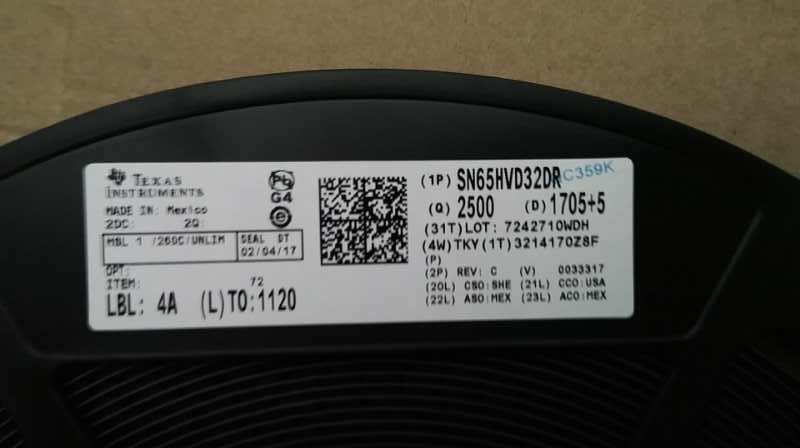 TEXAS
INSTRUMENTS
MADE IN: Mexico
2DC: 2Q:
MSL 1 /260C/UNLIM
SEAL DT
02/04/17
OPT:
ITEM: 72
LBL: 4A (L)TO:1120
Pb
G4
e
(1P) SN65HVD32DR
C359K
(Q) 2500 (D) 1705+5
(31T)LOT: 7242710WDH
(4W)TKY(1T)3214170ZSF
(P)
(2P) REV: C (V) 0033317
(20L) CSO:SHE (21L) CCO:USA
(22L) ASO:MEX (23L) ACO:MEX